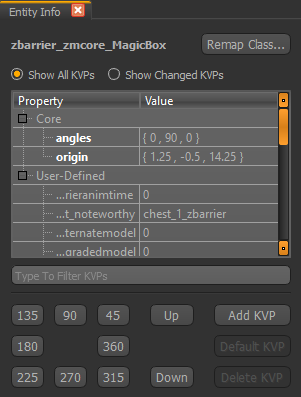 Entity Info
zbarrier_zmcore_MagicBox Remap Class...
Show All KVPs Show Changed KVPs
Property Value
Core
angles { 0 , 90 , 0 }
origin { 1.25 , -0.5 , 14.25 }
User-Defined
...rieranimtime 0
...t_noteworthy chest_1_zbarrier
...ternatemodel 0
...gradedmodel 0
Type To Filter KVPs
135 90 45 Up Add KVP
180 360 Default KVP
225 270 315 Down Delete KVP